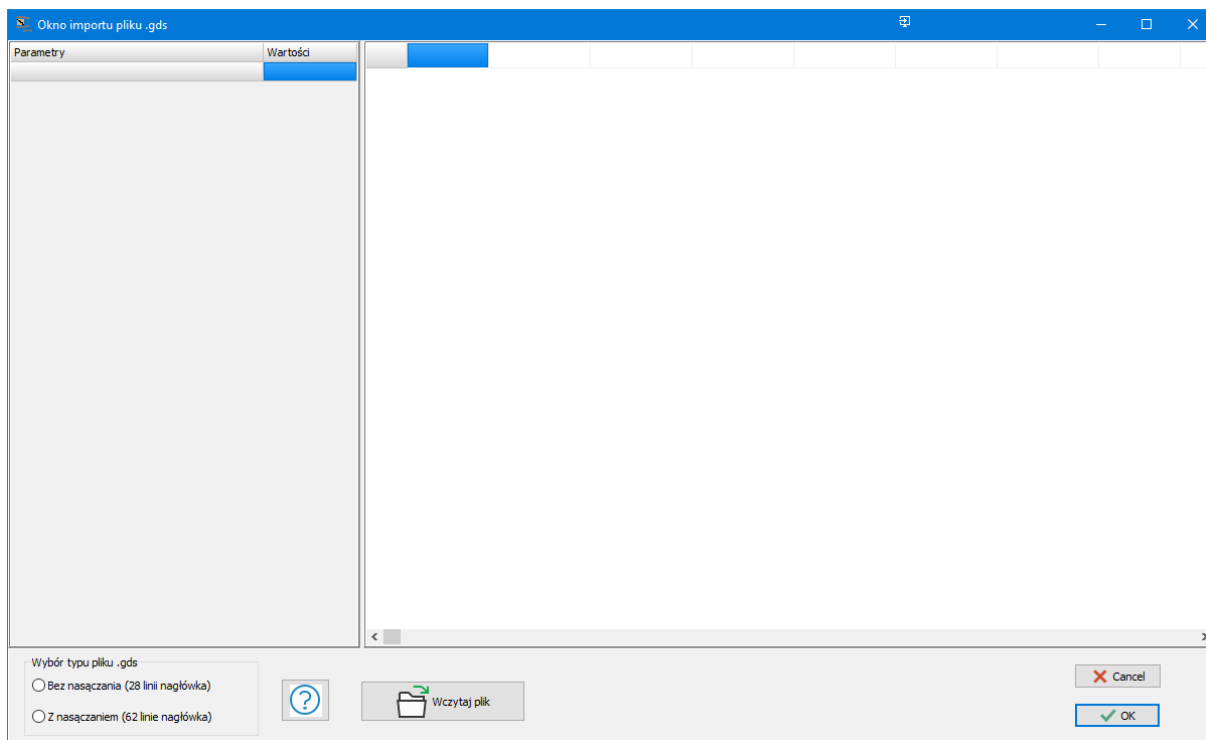 Okno importu pliku .gds
Parametry Wartości
Wybór typu pliku .gds
Bez nasączania (28 linii nagłówka)
Z nasączaniem (62 linie nagłówka)
?
Wczytaj plik
Cancel
OK